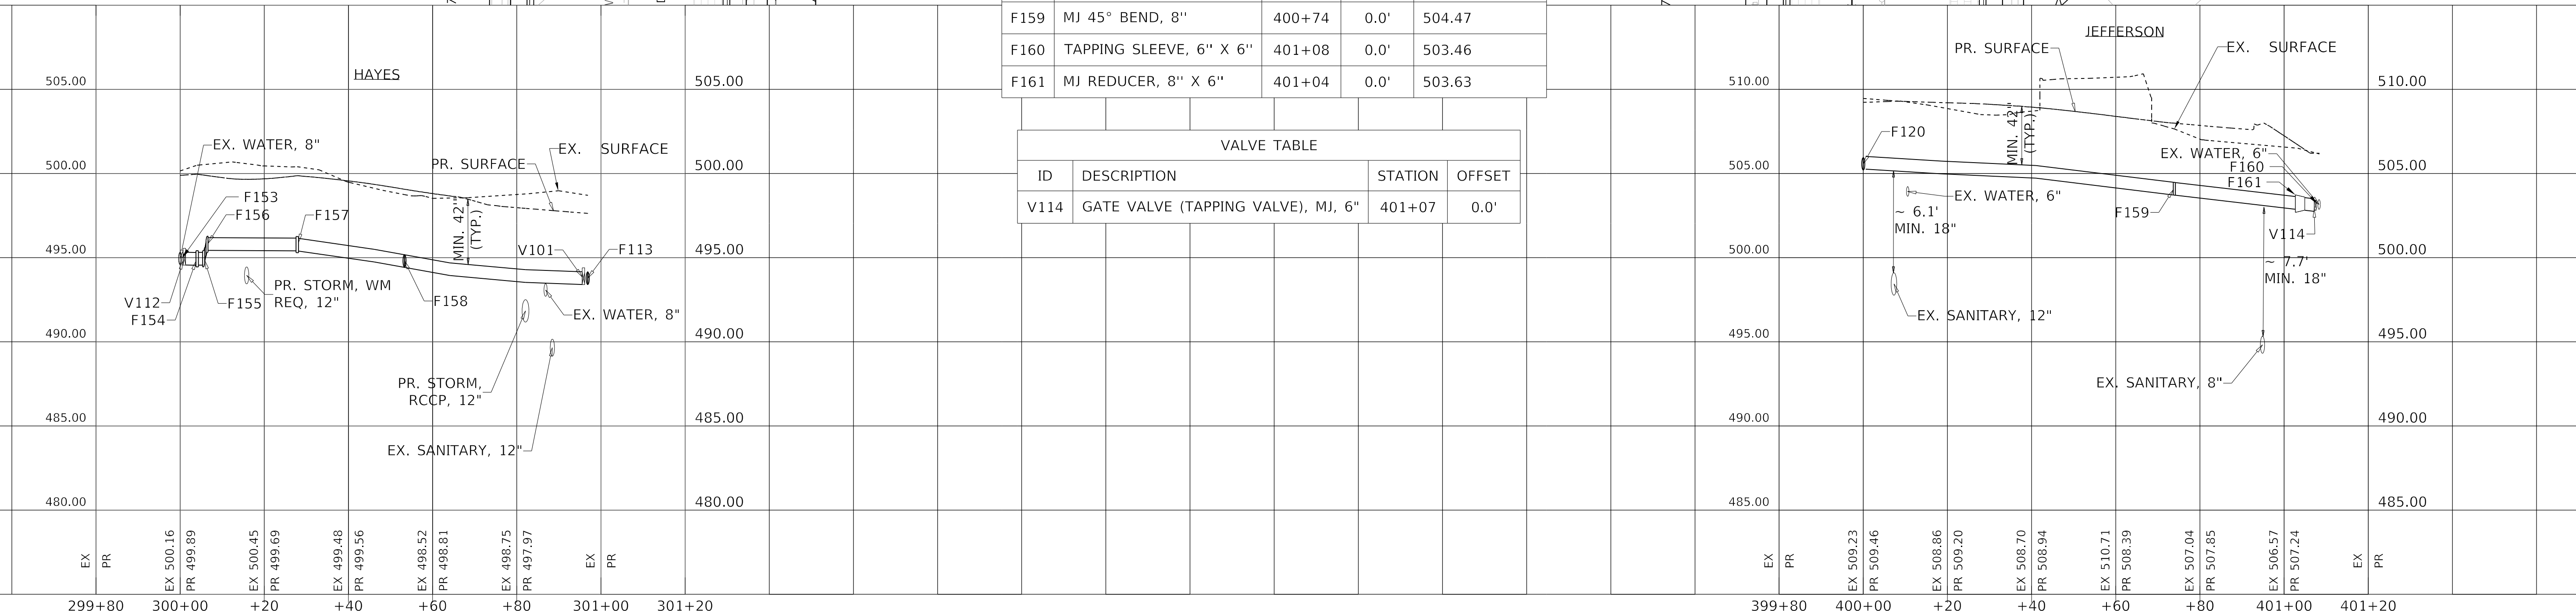 HAYES
505.00
505.00
500.00
500.00
495.00
495.00
490.00
490.00
485.00
485.00
480.00
480.00
EX. WATER, 8"
EX. SURFACE
PR. SURFACE
F153
F156
F157
MIN. 42"
(TYP.)
V101
F113
V112
F154
F155
PR. STORM, WM
REQ, 12"
F158
EX. WATER, 8"
PR. STORM,
RCCP, 12"
EX. SANITARY, 12"
EX
PR
EX 500.16
PR 499.89
EX 500.45
PR 499.69
EX 499.48
PR 499.56
EX 498.52
PR 498.81
EX 498.75
PR 497.97
EX
PR
299+80 300+00 +20 +40 +60 +80 301+00 301+20
F159 MJ 45° BEND, 8'' 400+74 0.0' 504.47
F160 TAPPING SLEEVE, 6'' X 6'' 401+08 0.0' 503.46
F161 MJ REDUCER, 8'' X 6'' 401+04 0.0' 503.63
VALVE TABLE
ID DESCRIPTION STATION OFFSET
V114 GATE VALVE (TAPPING VALVE), MJ, 6" 401+07 0.0'
JEFFERSON
510.00
510.00
505.00
505.00
500.00
500.00
495.00
495.00
490.00
490.00
485.00
485.00
PR. SURFACE
EX. SURFACE
F120
MIN. 42"
(TYP.)
EX. WATER, 6"
F160
F161
EX. WATER, 6"
~ 6.1'
MIN. 18"
F159
V114
~ 7.7'
MIN. 18"
EX. SANITARY, 12"
EX. SANITARY, 8"
EX
PR
EX 509.23
PR 509.46
EX 508.86
PR 509.20
EX 508.70
PR 508.94
EX 510.71
PR 508.39
EX 507.04
PR 507.85
EX 506.57
PR 507.24
EX
PR
399+80 400+00 +20 +40 +60 +80 401+00 401+20